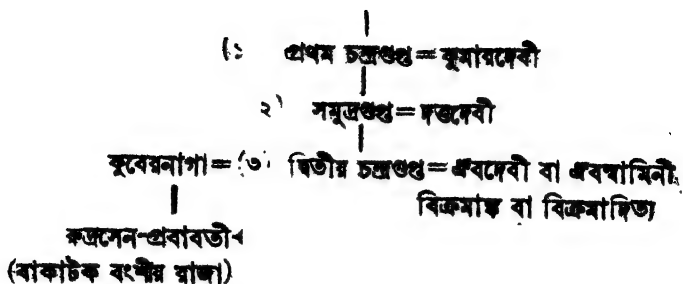 (১ প্রথম চন্দ্রগুপ্ত = কুমারদেবী
২) সমুদ্রগুপ্ত = দত্তদেবী
কুবেরনাগা = (৩) দ্বিতীয় চন্দ্রগুপ্ত = ধ্রুবদেবী বা ধ্রুবস্বামিনী
বিক্রমাঙ্ক বা বিক্রমাদিত্য
রুদ্রসেন-প্রবাবতী
(বাকাটক বংশীয় রাজা)